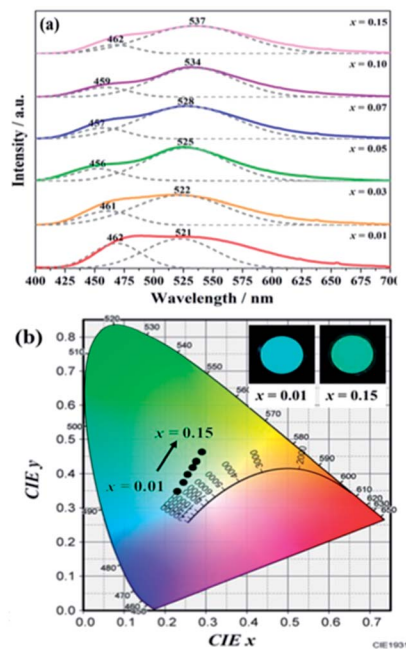 (a)
537
462
x = 0.15
534
459
x = 0.10
528
457
x = 0.07
525
456
x = 0.05
522
461
x = 0.03
521
462
x = 0.01
Intensity / a.u.
400 425 450 475 500 525 550 575 600 625 650 675 700
Wavelength / nm
(b)
0.8
0.7
0.6
0.5
0.4
0.3
0.2
0.1
0.0
CIE y
520
530
540
510
550
560
505
570
500
580
590
600
610
620
630
490
480
470
460
x = 0.01 x = 0.15
x = 0.15
x = 0.01
0.0 0.1 0.2 0.3 0.4 0.5 0.6 0.7
CIE x
CIE1931